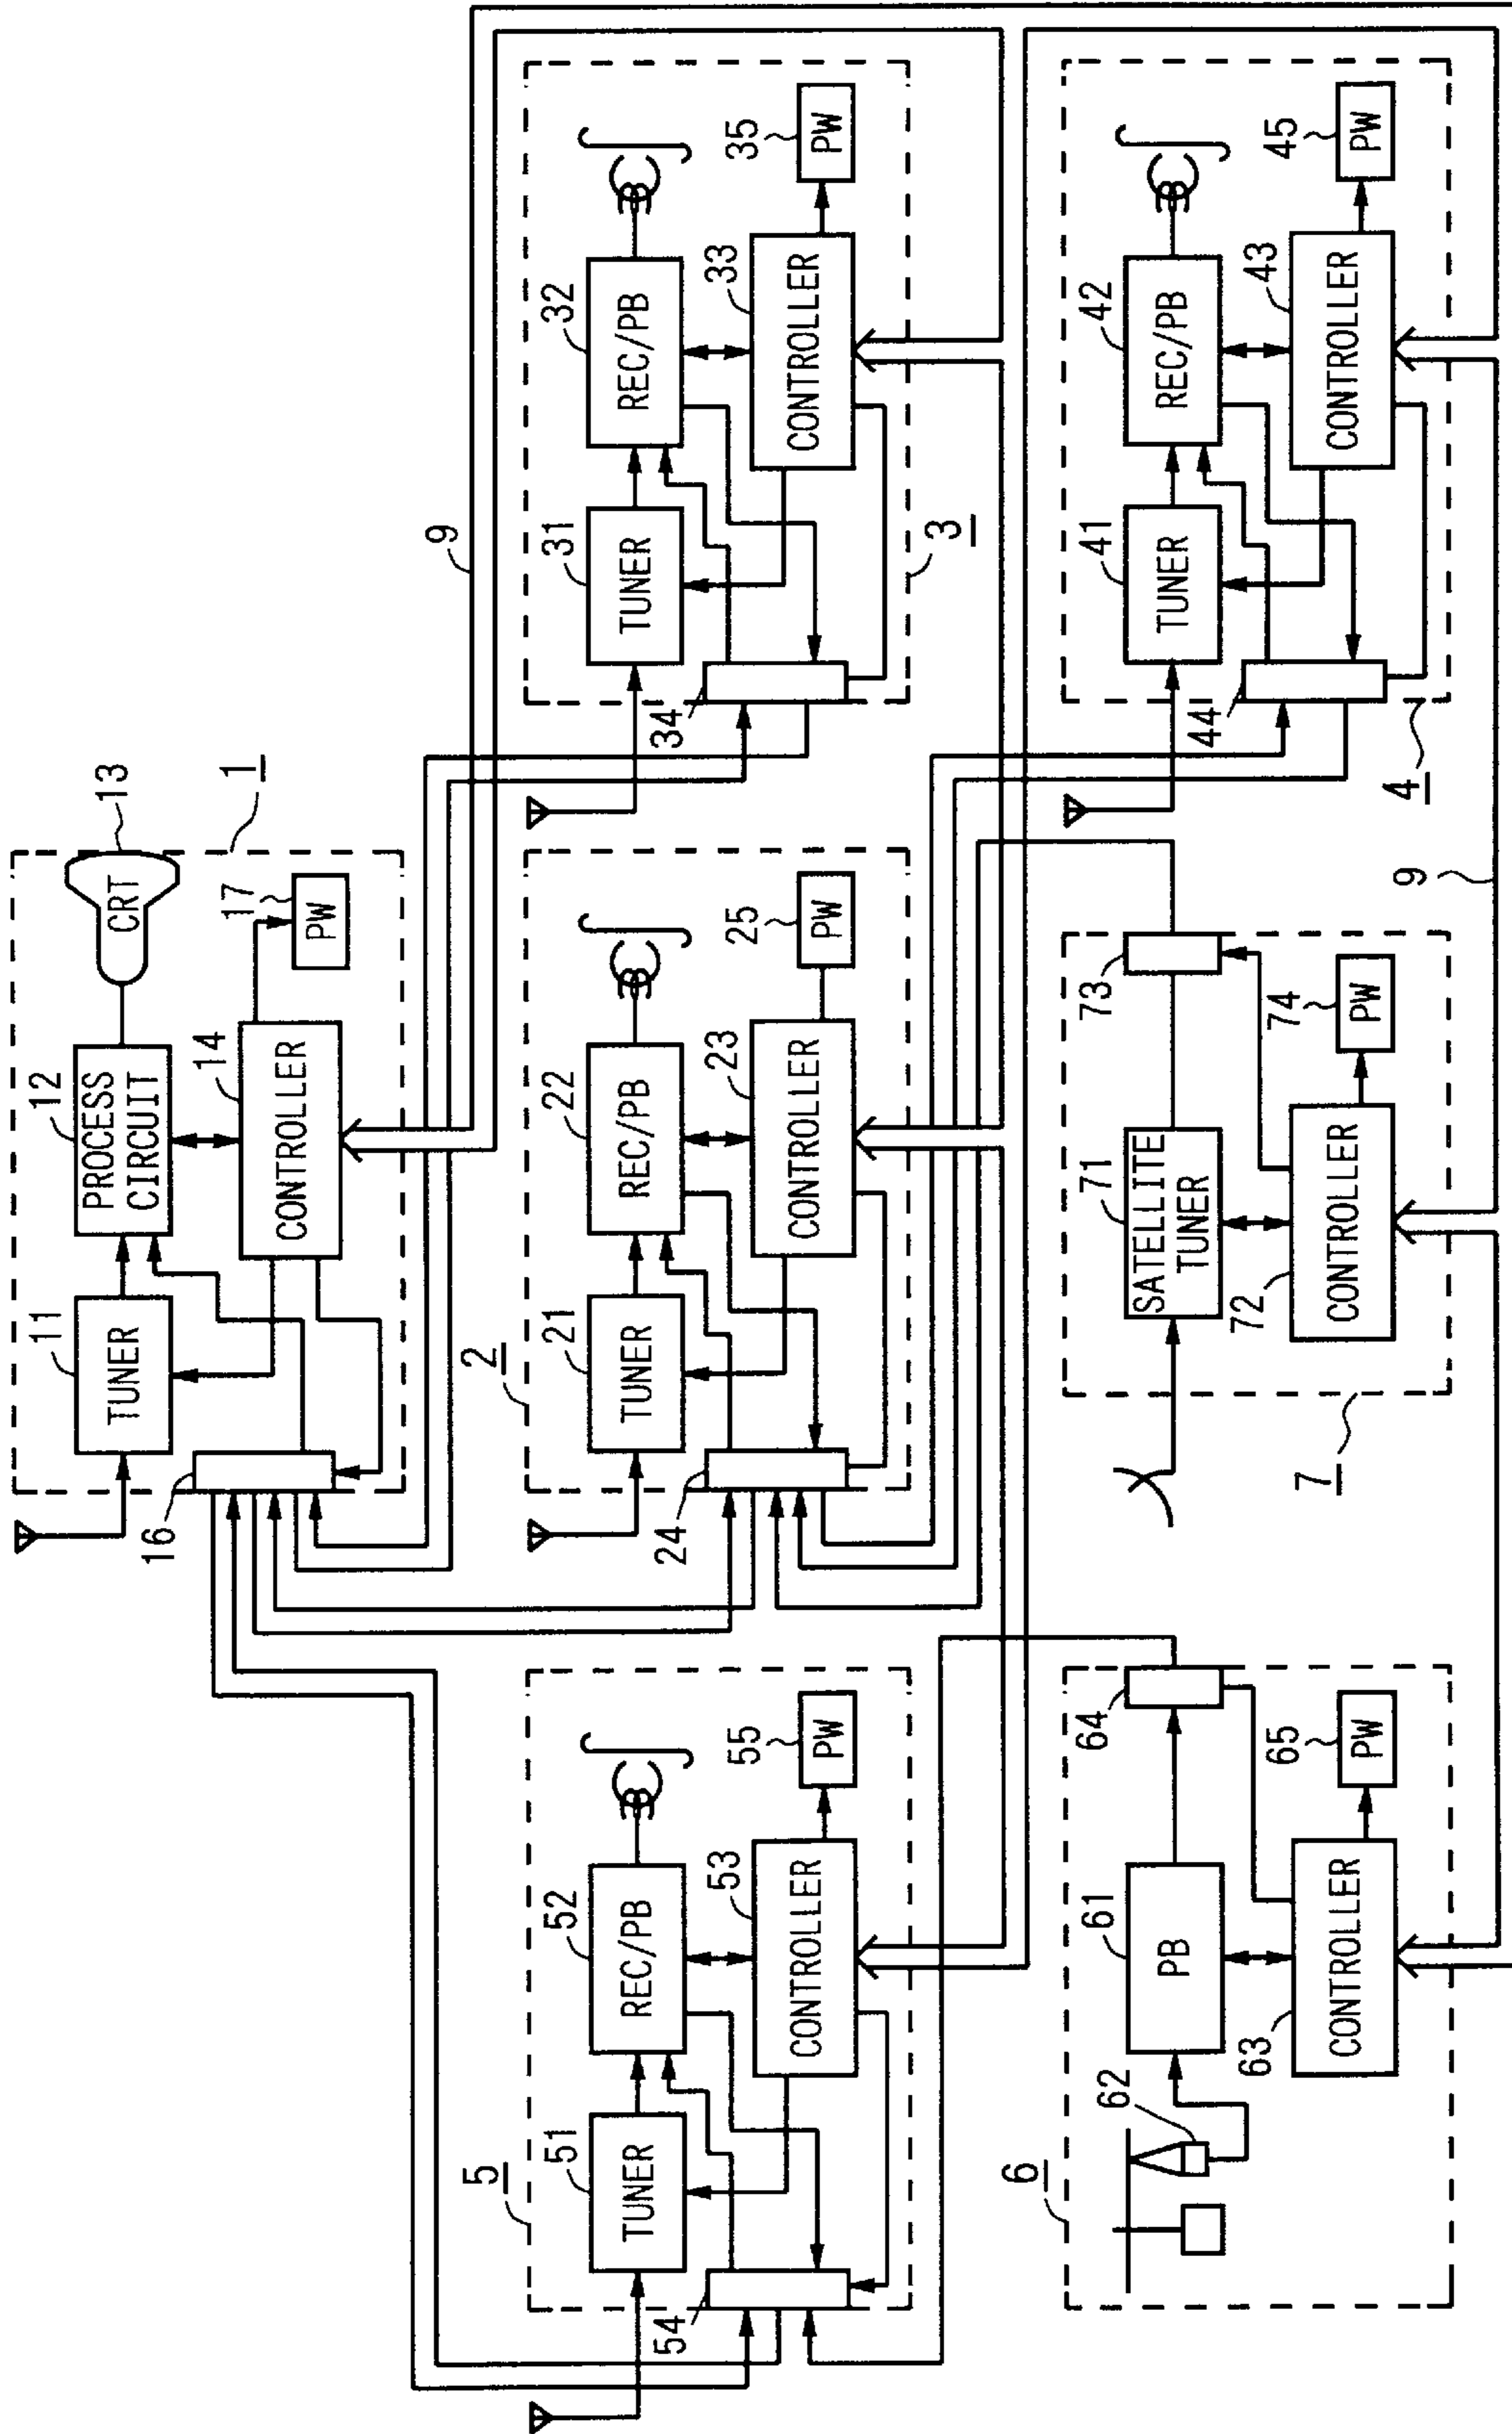 1
11
TUNER
12
PROCESS
CIRCUIT
13
CRT
14
CONTROLLER
16
17
PW
9
2
21
TUNER
22
REC/PB
23
CONTROLLER
24
25
PW
3
31
TUNER
32
REC/PB
33
CONTROLLER
34
35
PW
5
51
TUNER
52
REC/PB
53
CONTROLLER
54
55
PW
6
61
PB
62
63
CONTROLLER
64
65
PW
7
71
SATELLITE
TUNER
72
CONTROLLER
73
74
PW
9
4
41
TUNER
42
REC/PB
43
CONTROLLER
44
45
PW